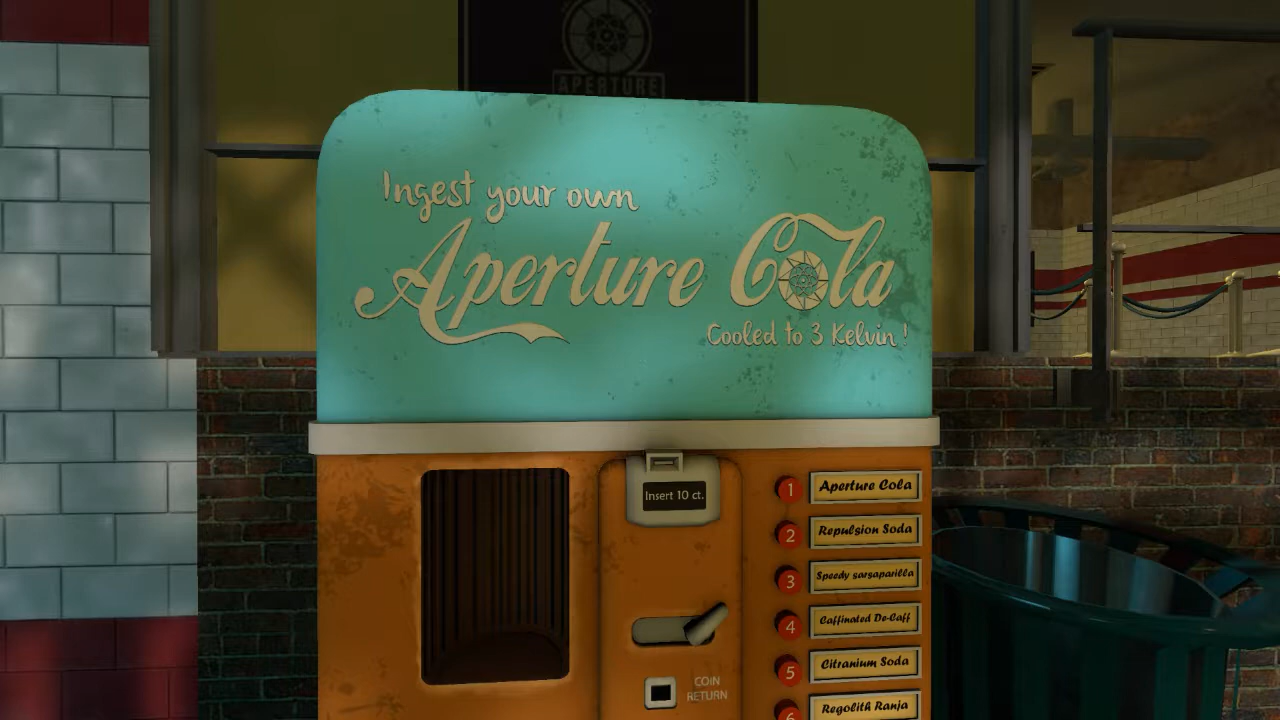 APERTURE
Ingest your own
Aperture Cola
Cooled to 3 Kelvin!
Insert 10 ct.
1 Aperture Cola
2 Repulsion Soda
3 Speedy sarsaparilla
4 Caffinated De-Caff
5 Citranium Soda
6 Regolith Ranja
COIN
RETURN